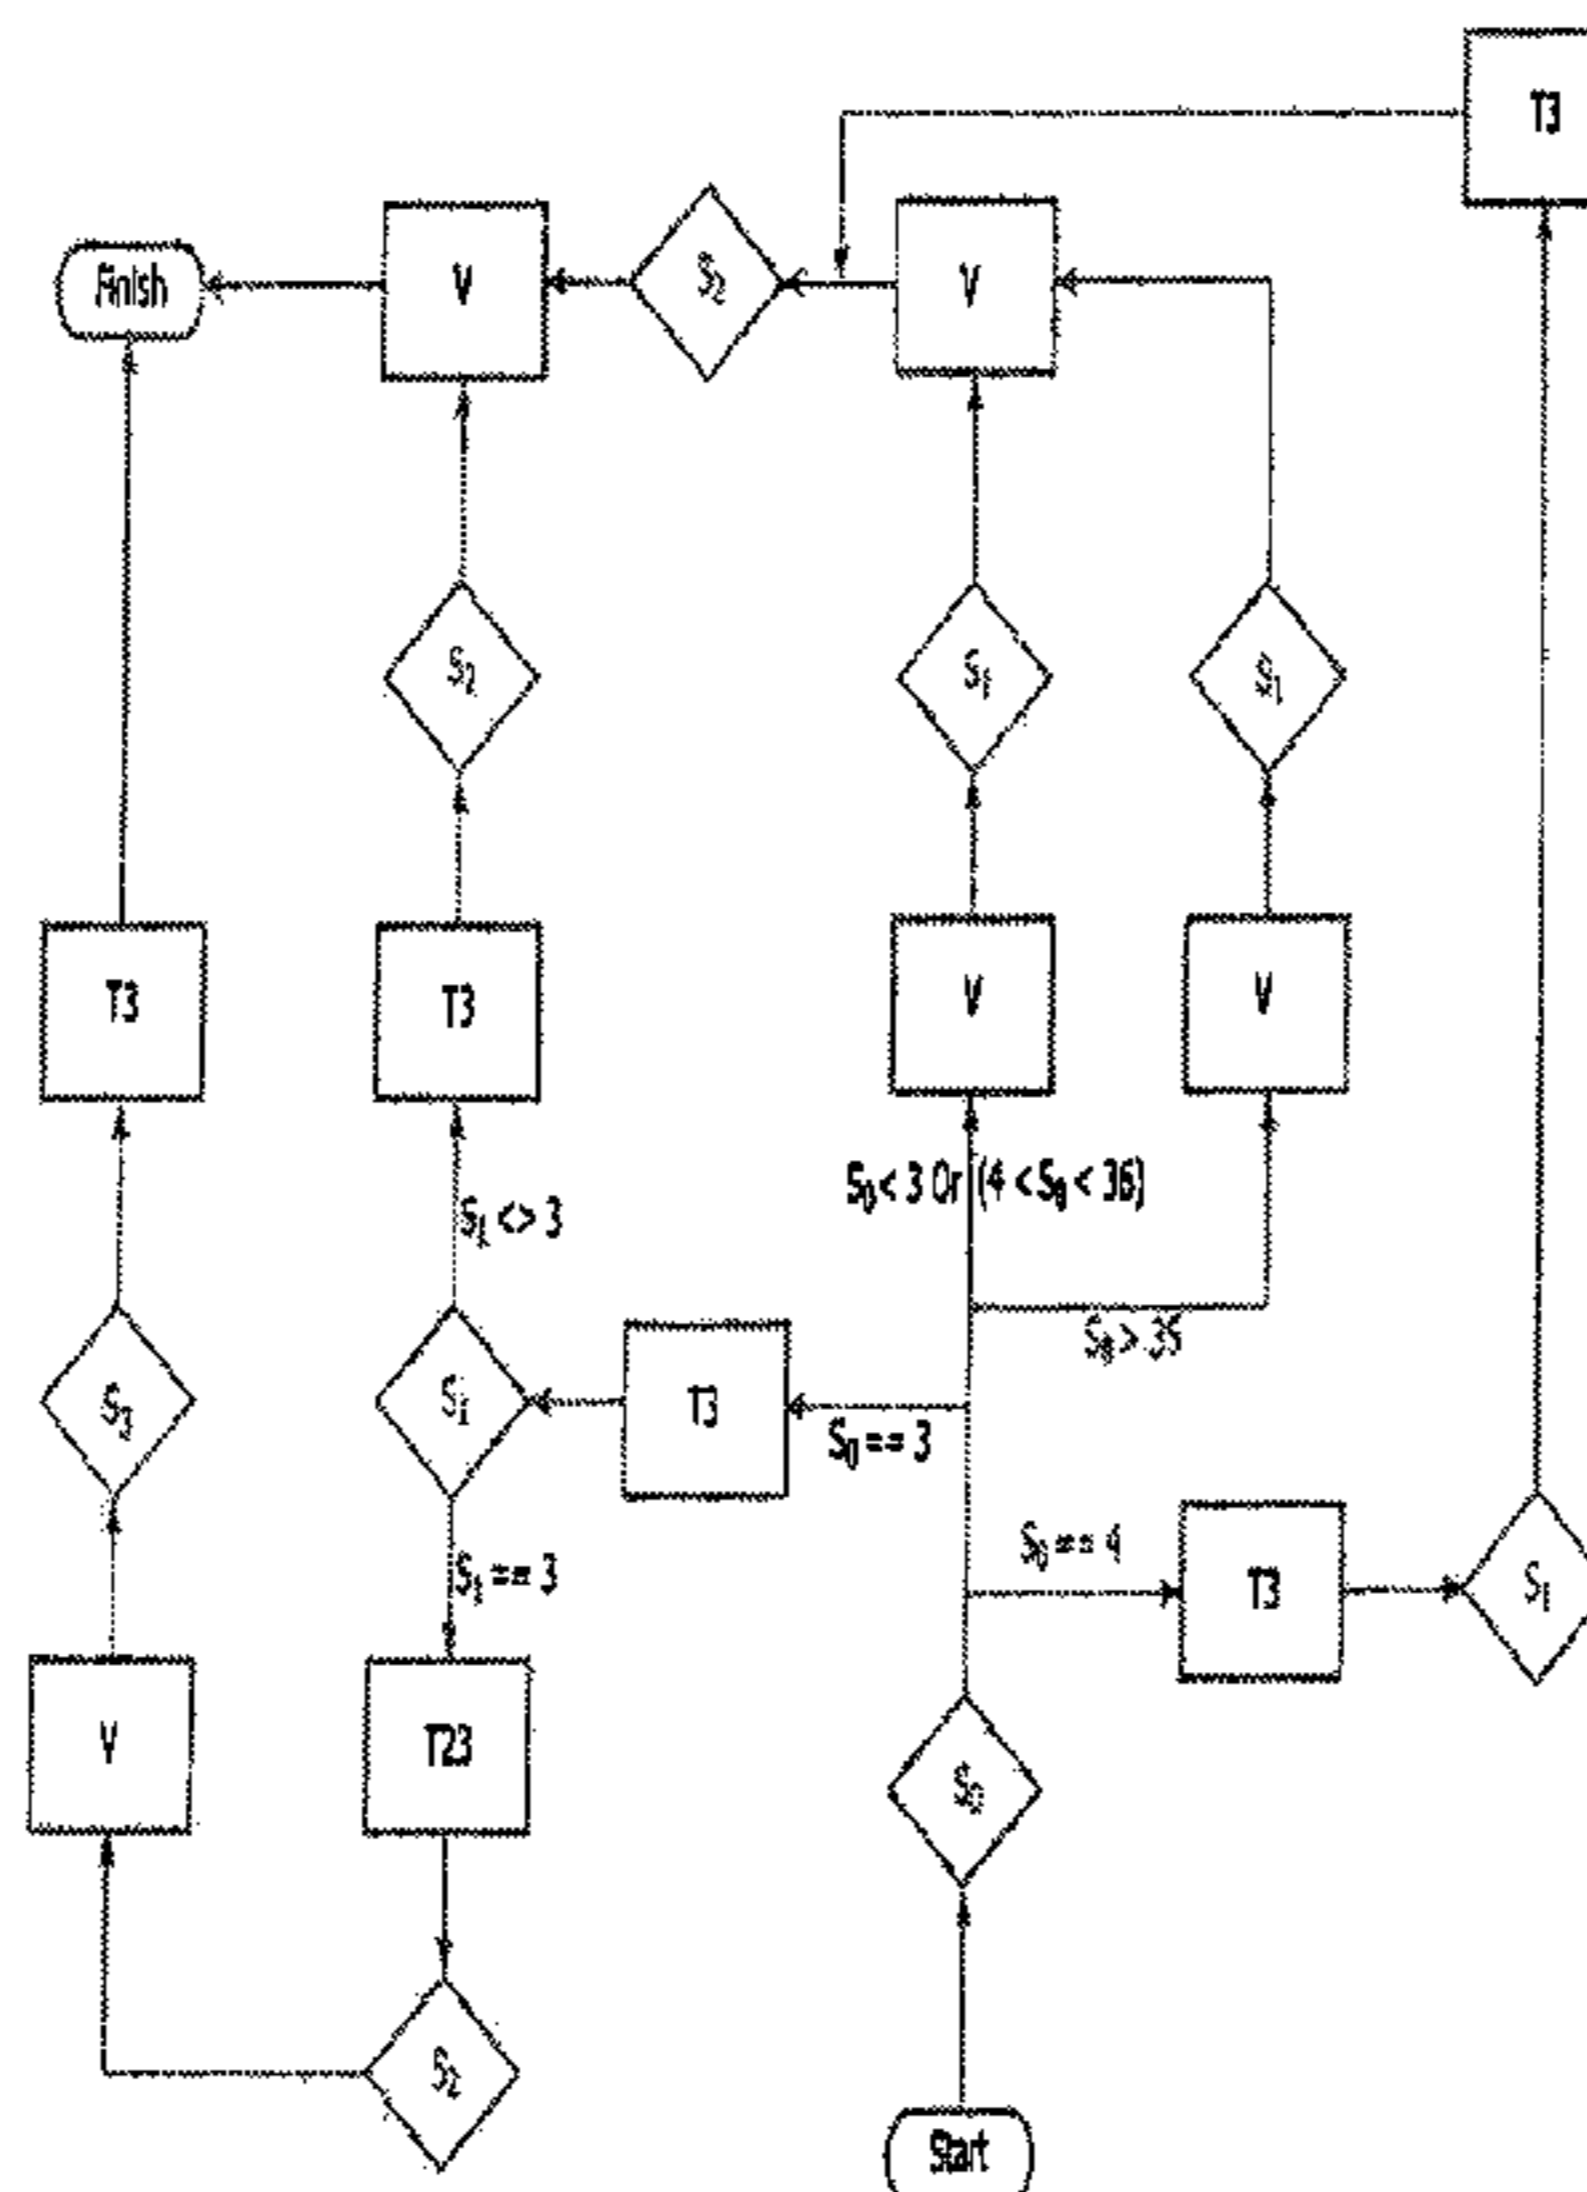 T3
Finish
V
S2
V
S2
S1
S1
T3
T3
V
V
S0 < 3 Or (4 < S0 < 36)
S1 <> 3
S0 > 35
S3
S1
T3
S0 == 3
S0 == 4
S1 == 3
T3
S1
V
T23
S0
S2
Start